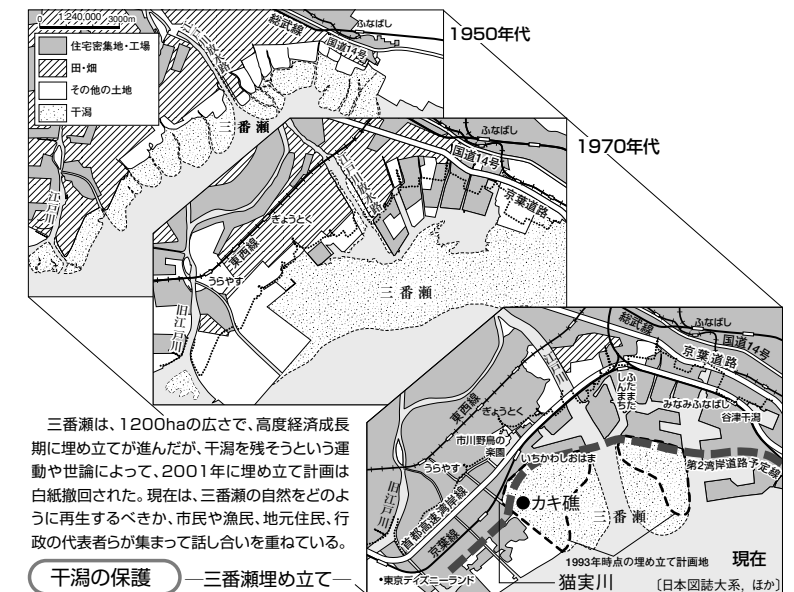 0 1:240,000 3000m
住宅密集地・工場
田・畑
その他の土地
干潟
総武線
ふなばし
国道14号
江戸川放水路
三番瀬
江戸川
1950年代
ふなばし
国道14号
京葉道路
江戸川放水路
ぎょうとく
東西線
うらやす
三番瀬
旧江戸川
1970年代
総武線
ふなばし
国道14号
京葉道路
江戸川
東西線
ぎょうとく
ふたまた
しんまち
みなみふなばし
谷津干潟
市川野鳥の
楽園
うらやす
いちかわしおはま
第2湾岸道路予定線
旧江戸川
首都高速湾岸線
カキ礁
三番瀬
京葉線
1993年時点の埋め立て計画地
現在
・東京ディズニーランド
猫実川
〔日本図誌大系，ほか〕
三番瀬は、1200haの広さで、高度経済成長
期に埋め立てが進んだが、干潟を残そうという運
動や世論によって、2001年に埋め立て計画は
白紙撤回された。現在は、三番瀬の自然をどのよ
うに再生するべきか、市民や漁民、地元住民、行
政の代表者らが集まって話し合いを重ねている。
干潟の保護 ―三番瀬埋め立て―